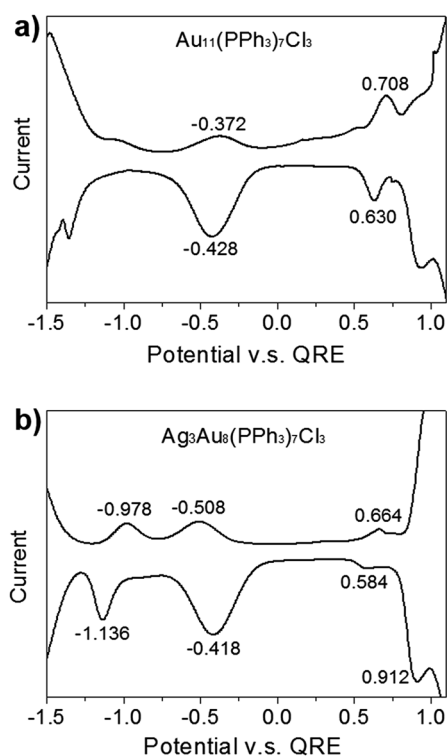 a)
Au11(PPh3)7Cl3
0.708
-0.372
Current
-0.428
0.630
-1.5 -1.0 -0.5 0.0 0.5 1.0
Potential v.s. QRE
b)
Ag3Au8(PPh3)7Cl3
-0.978 -0.508 0.664
Current
0.584
-1.136
-0.418
0.912
-1.5 -1.0 -0.5 0.0 0.5 1.0
Potential v.s. QRE